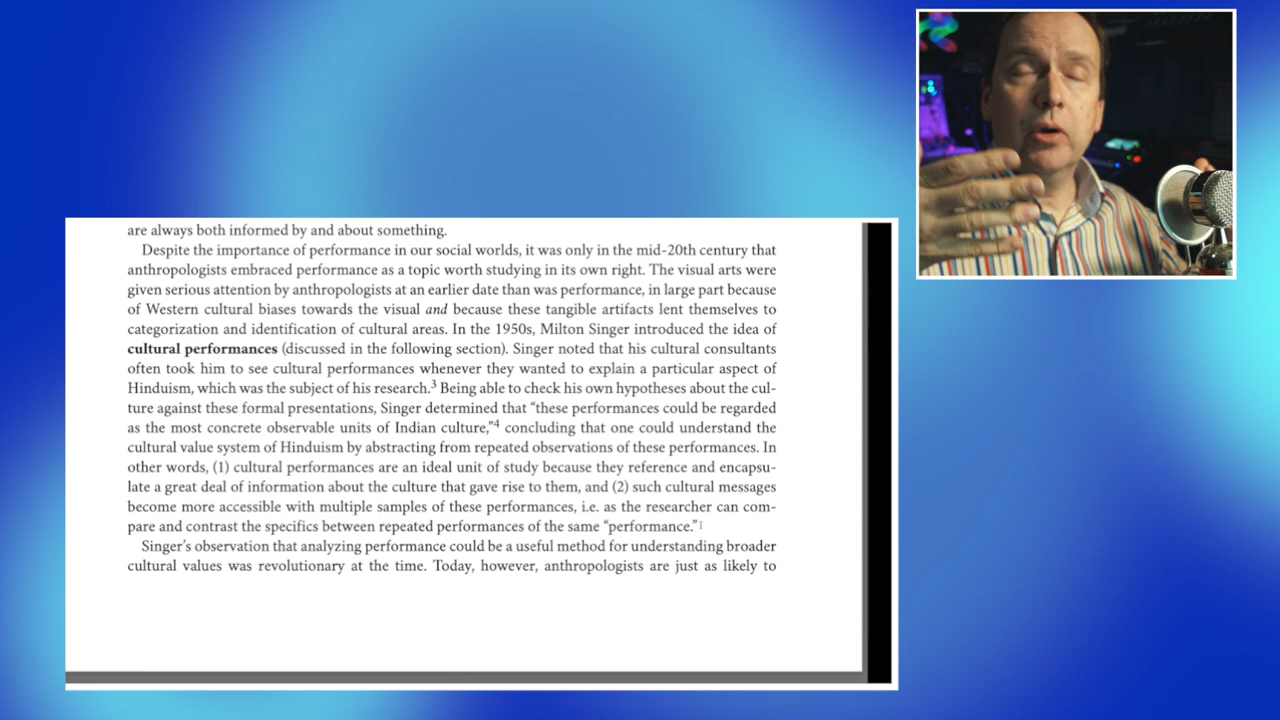 are always both informed by and about something.
Despite the importance of performance in our social worlds, it was only in the mid-20th century that
anthropologists embraced performance as a topic worth studying in its own right. The visual arts were
given serious attention by anthropologists at an earlier date than was performance, in large part because
of Western cultural biases towards the visual and because these tangible artifacts lent themselves to
categorization and identification of cultural areas. In the 1950s, Milton Singer introduced the idea of
cultural performances (discussed in the following section). Singer noted that his cultural consultants
often took him to see cultural performances whenever they wanted to explain a particular aspect of
Hinduism, which was the subject of his research.3 Being able to check his own hypotheses about the cul-
ture against these formal presentations, Singer determined that “these performances could be regarded
as the most concrete observable units of Indian culture,”4 concluding that one could understand the
cultural value system of Hinduism by abstracting from repeated observations of these performances. In
other words, (1) cultural performances are an ideal unit of study because they reference and encapsu-
late a great deal of information about the culture that gave rise to them, and (2) such cultural messages
become more accessible with multiple samples of these performances, i.e. as the researcher can com-
pare and contrast the specifics between repeated performances of the same “performance.”
Singer’s observation that analyzing performance could be a useful method for understanding broader
cultural values was revolutionary at the time. Today, however, anthropologists are just as likely to